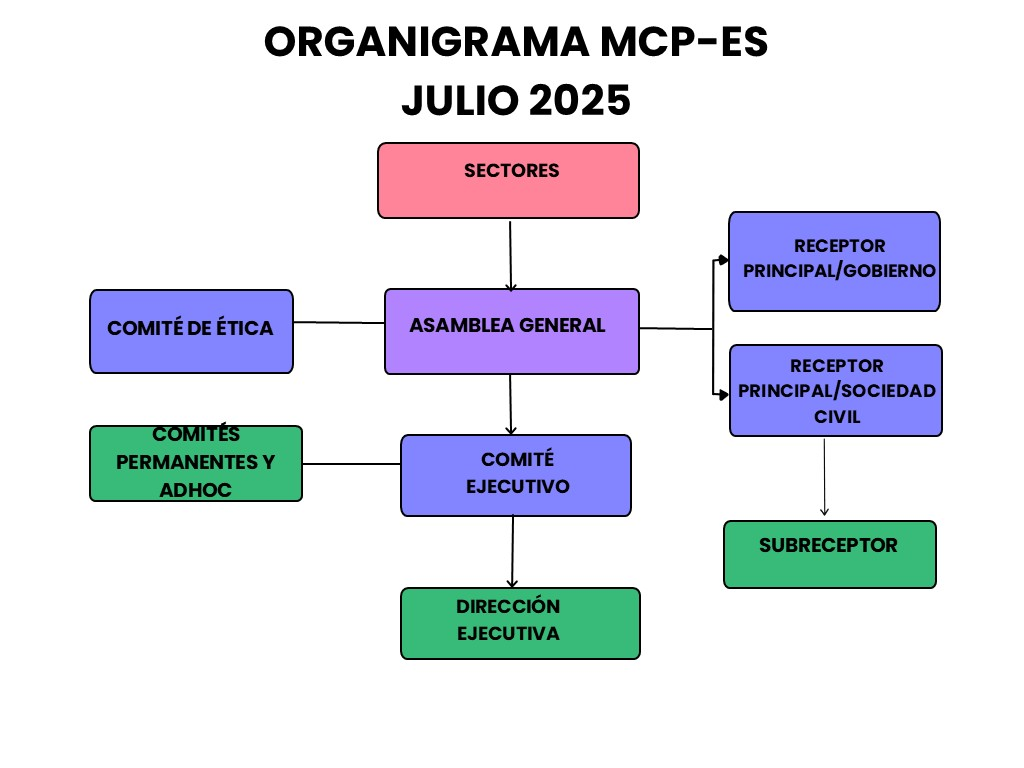 ORGANIGRAMA MCP-ES
JULIO 2025
SECTORES
RECEPTOR
PRINCIPAL/GOBIERNO
COMITÉ DE ÉTICA
ASAMBLEA GENERAL
RECEPTOR
PRINCIPAL/SOCIEDAD
CIVIL
COMITÉS
PERMANENTES Y
ADHOC
COMITÉ
EJECUTIVO
SUBRECEPTOR
DIRECCIÓN
EJECUTIVA